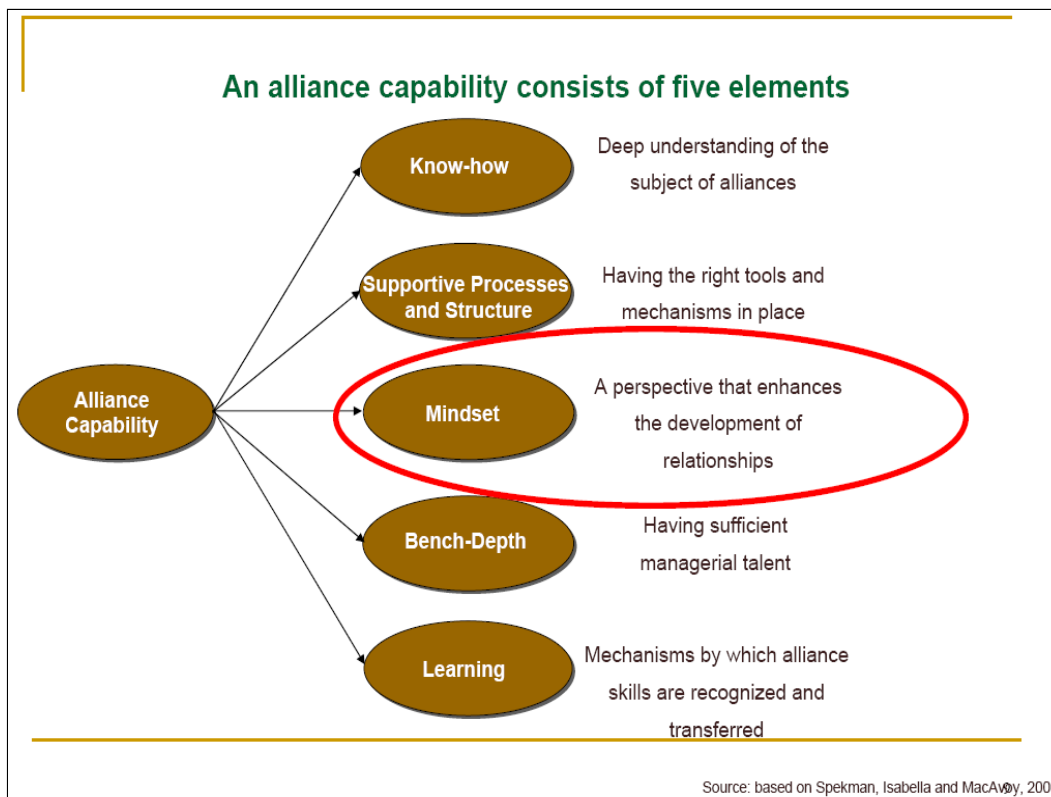 An alliance capability consists of five elements
Know-how
Deep understanding of the
subject of alliances
Supportive Processes
and Structure
Having the right tools and
mechanisms in place
Alliance
Capability
Mindset
A perspective that enhances
the development of
relationships
Bench-Depth
Having sufficient
managerial talent
Learning
Mechanisms by which alliance
skills are recognized and
transferred
Source: based on Spekman, Isabella and MacAvoy, 200